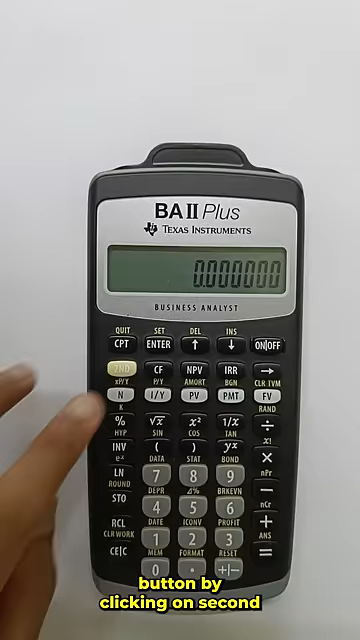 BA II Plus
TEXAS INSTRUMENTS
0.000000
BUSINESS ANALYST
QUIT SET DEL INS
CPT ENTER ↑ ↓ ON|OFF
2ND CF NPV IRR →
xP/Y P/Y AMORT BGN CLR TVM
N I/Y PV PMT FV
K RAND
% √x x² 1/x ÷
HYP SIN COS TAN x!
INV ( ) yˣ ×
eˣ DATA STAT BOND nPr
LN 7 8 9 −
ROUND DEPR Δ% BRKEVN nCr
STO 4 5 6 +
DATE ICONV PROFIT ANS
RCL 1 2 3 =
CLR WORK MEM FORMAT RESET
CE|C 0 . +|−
button by
clicking on second